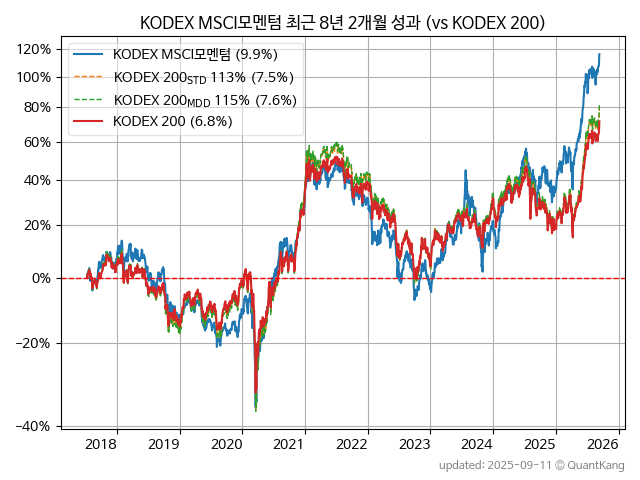 KODEX MSCI모멘텀 최근 8년 2개월 성과 (vs KODEX 200)
120%
100%
80%
60%
40%
20%
0%
−20%
−40%
KODEX MSCI모멘텀 (9.9%)
KODEX 200STD 113% (7.5%)
KODEX 200MDD 115% (7.6%)
KODEX 200 (6.8%)
2018 2019 2020 2021 2022 2023 2024 2025 2026
updated: 2025-09-11 © QuantKang